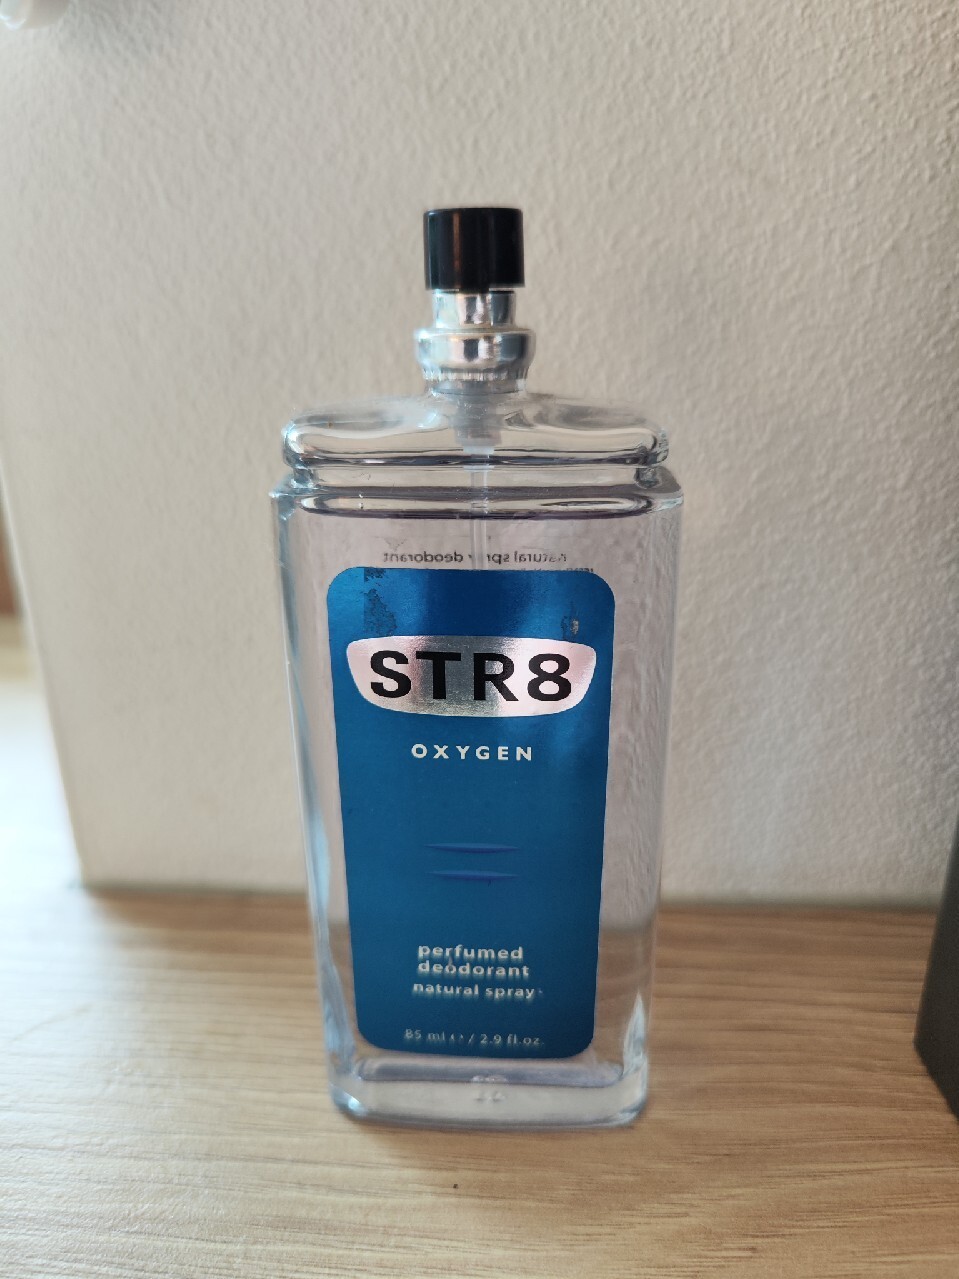 natural spray deodorant
STR8
OXYGEN
perfumed
deodorant
natural spray
85 ml e / 2.9 fl.oz.